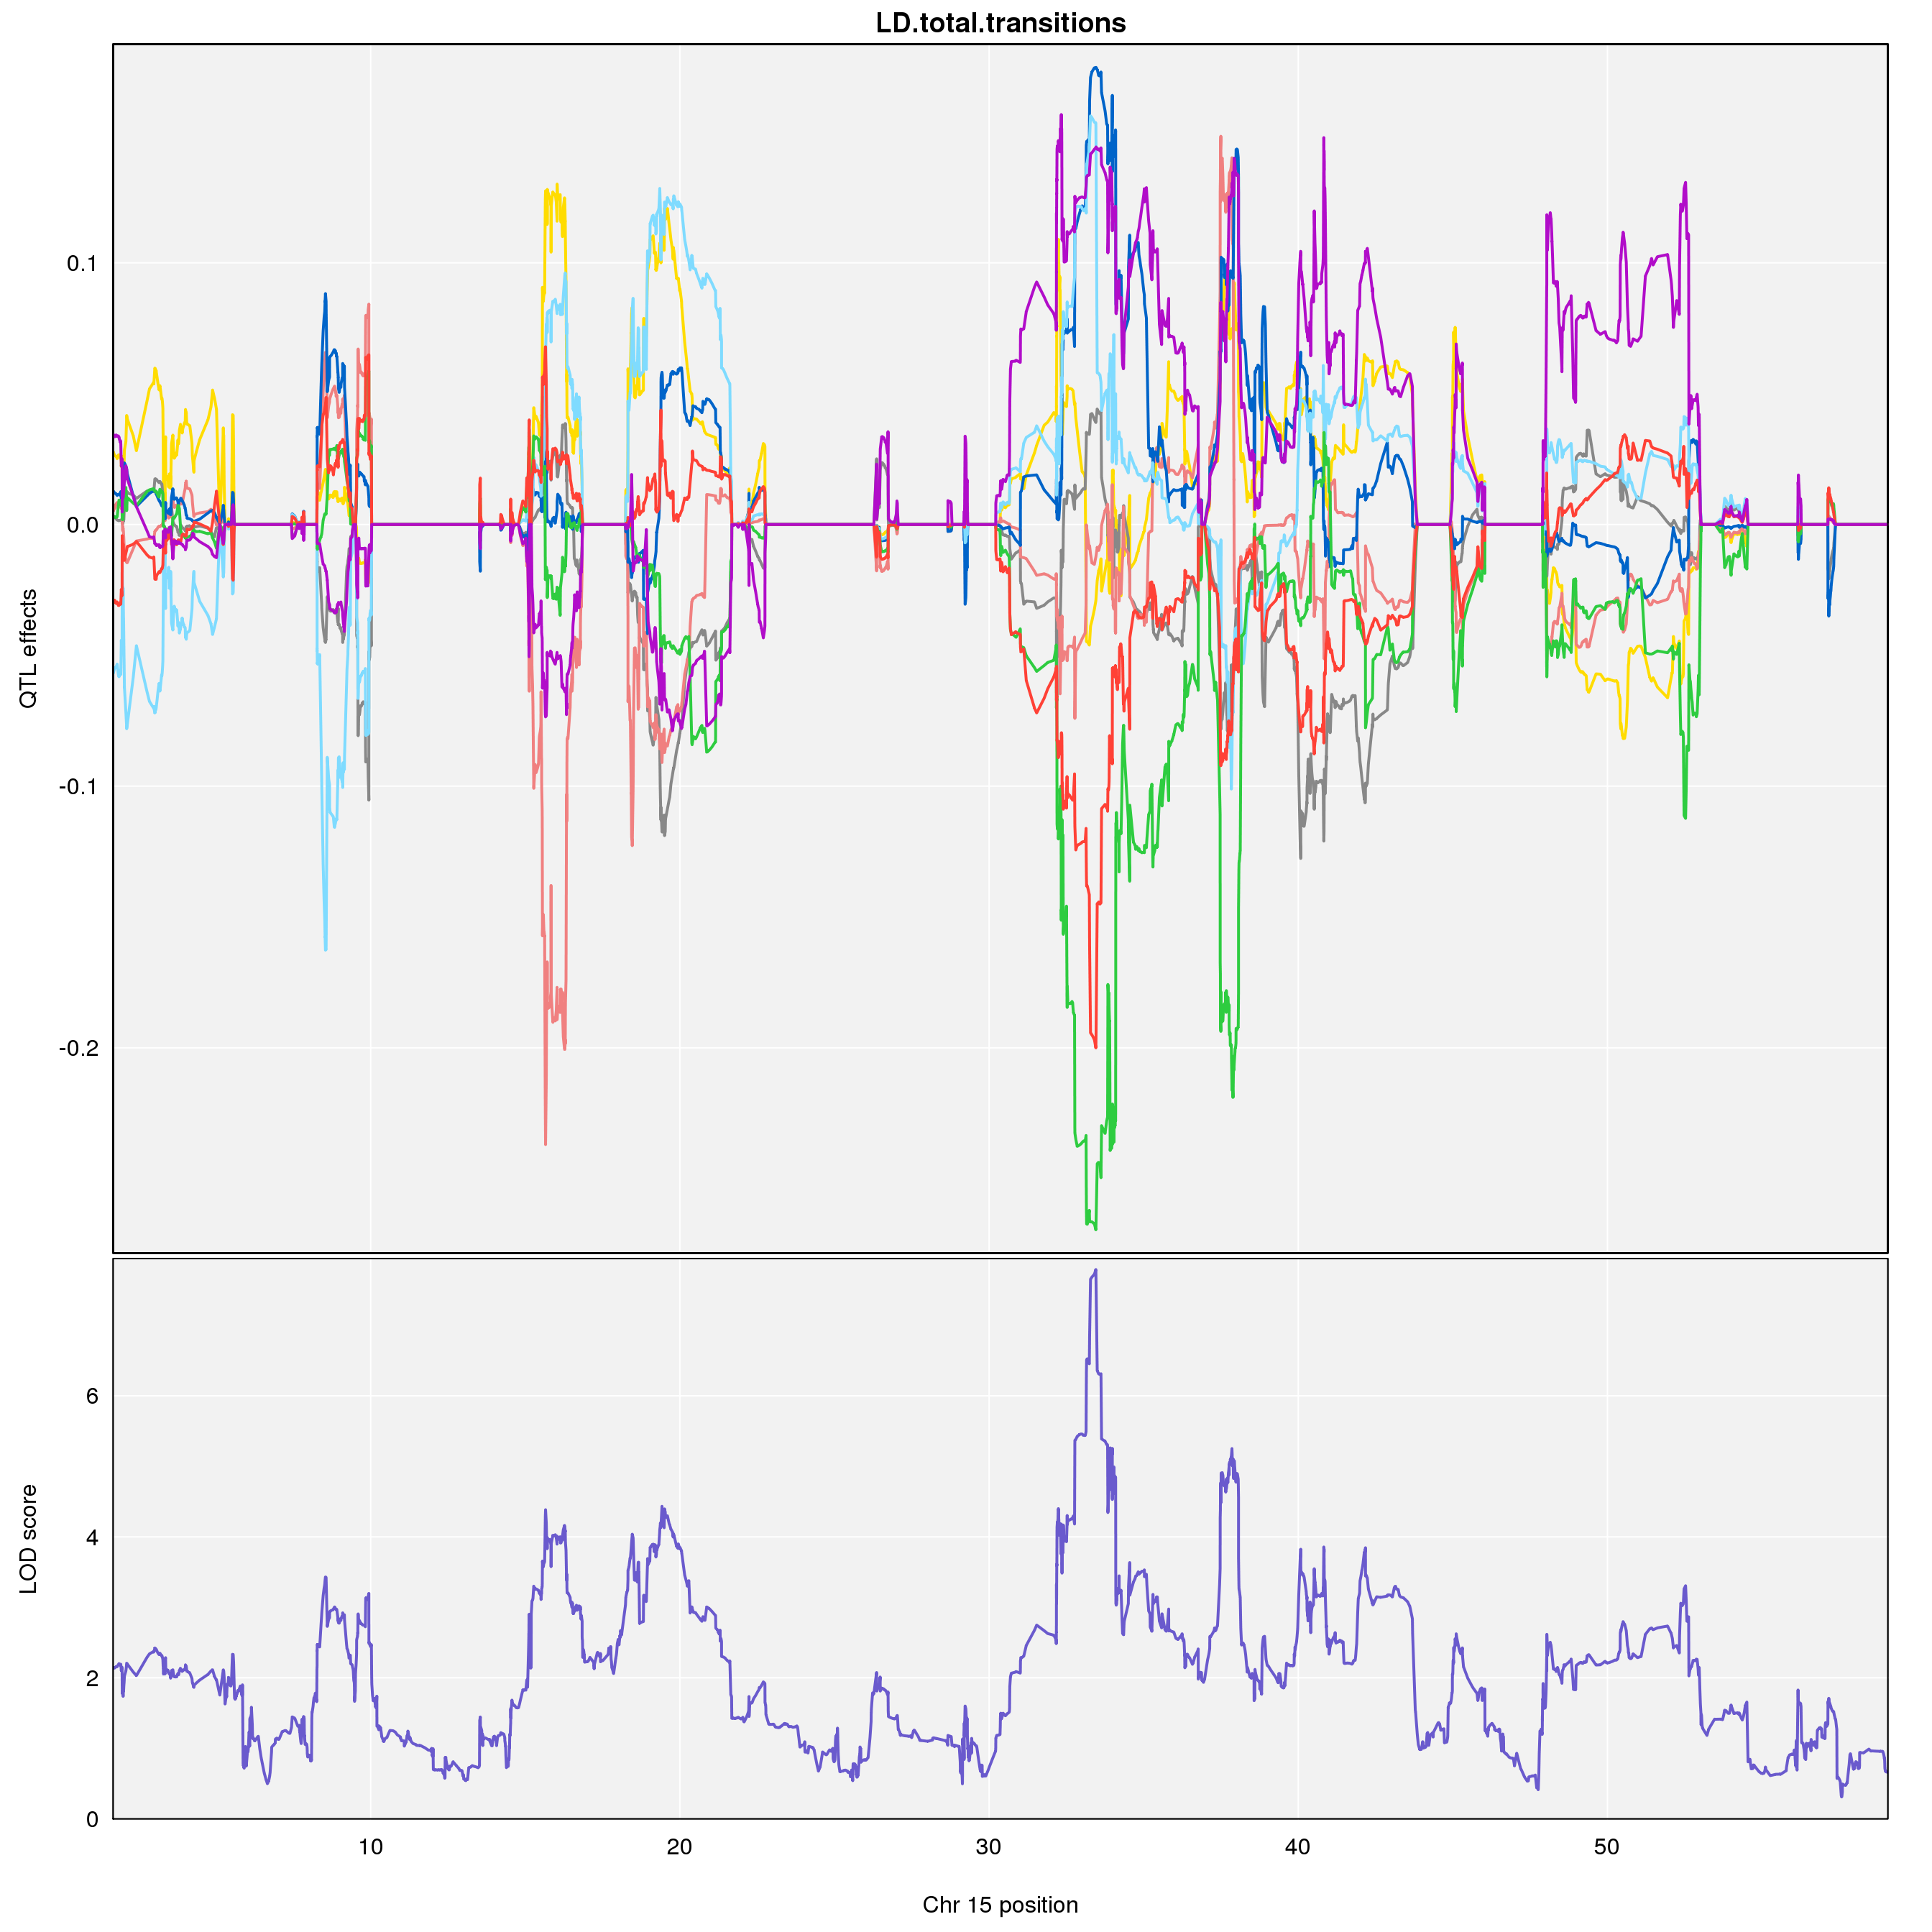 LD.total.transitions
0.1
0.0
-0.1
-0.2
QTL effects
6
4
2
0
LOD score
10 20 30 40 50
Chr 15 position